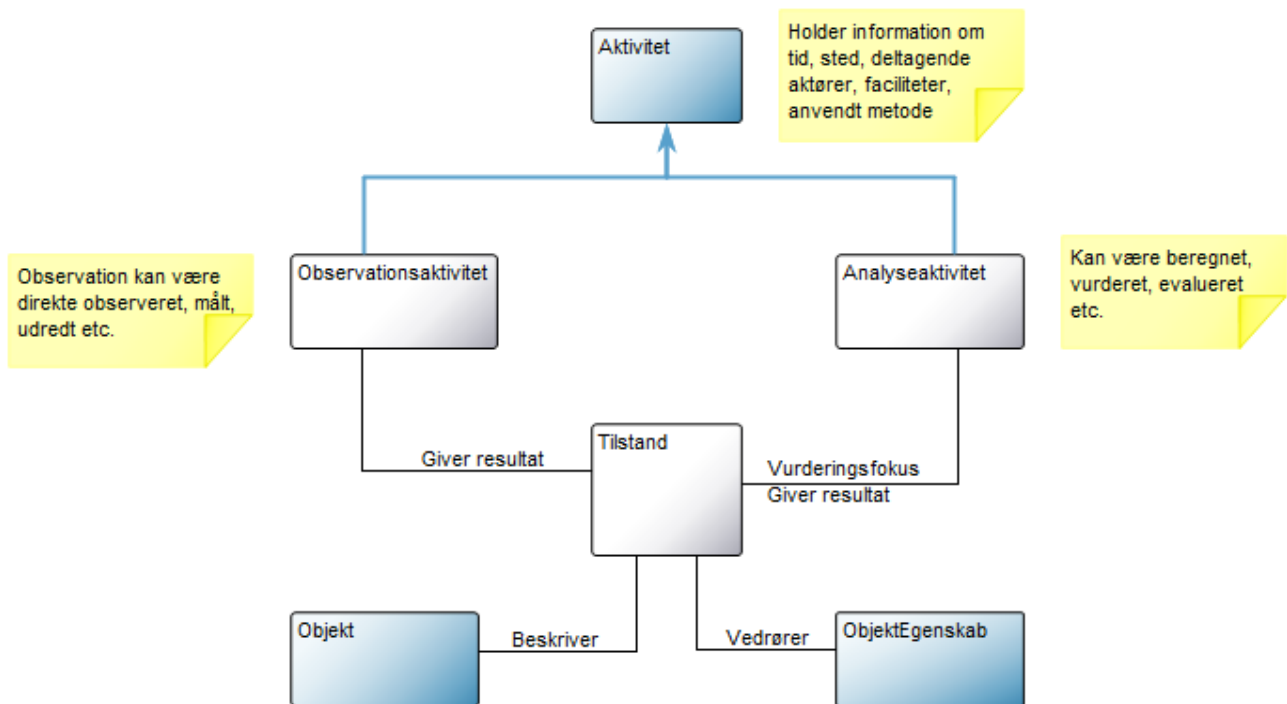 Aktivitet
Holder information om
tid, sted, deltagende
aktører, faciliteter,
anvendt metode
Observation kan være
direkte observeret, målt,
udredt etc.
Observationsaktivitet
Analyseaktivitet
Kan være beregnet,
vurderet, evalueret
etc.
Giver resultat
Tilstand
Vurderingsfokus
Giver resultat
Objekt
Beskriver
Vedrører
ObjektEgenskab